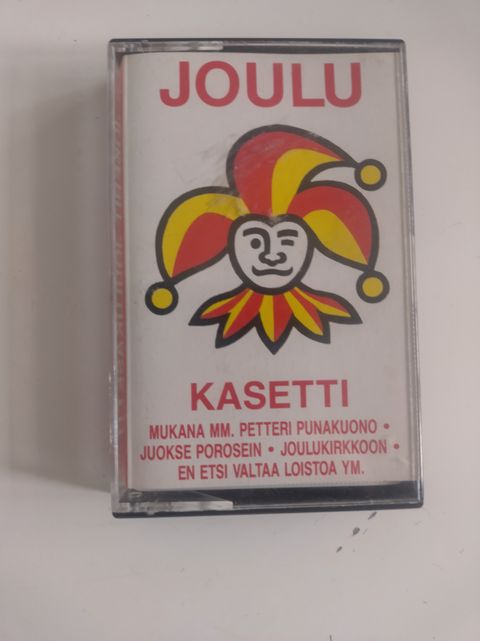 JOULU
KASETTI
MUKANA MM. PETTERI PUNAKUONO •
JUOKSE POROSEIN • JOULUKIRKKOON •
EN ETSI VALTAA LOISTOA YM.